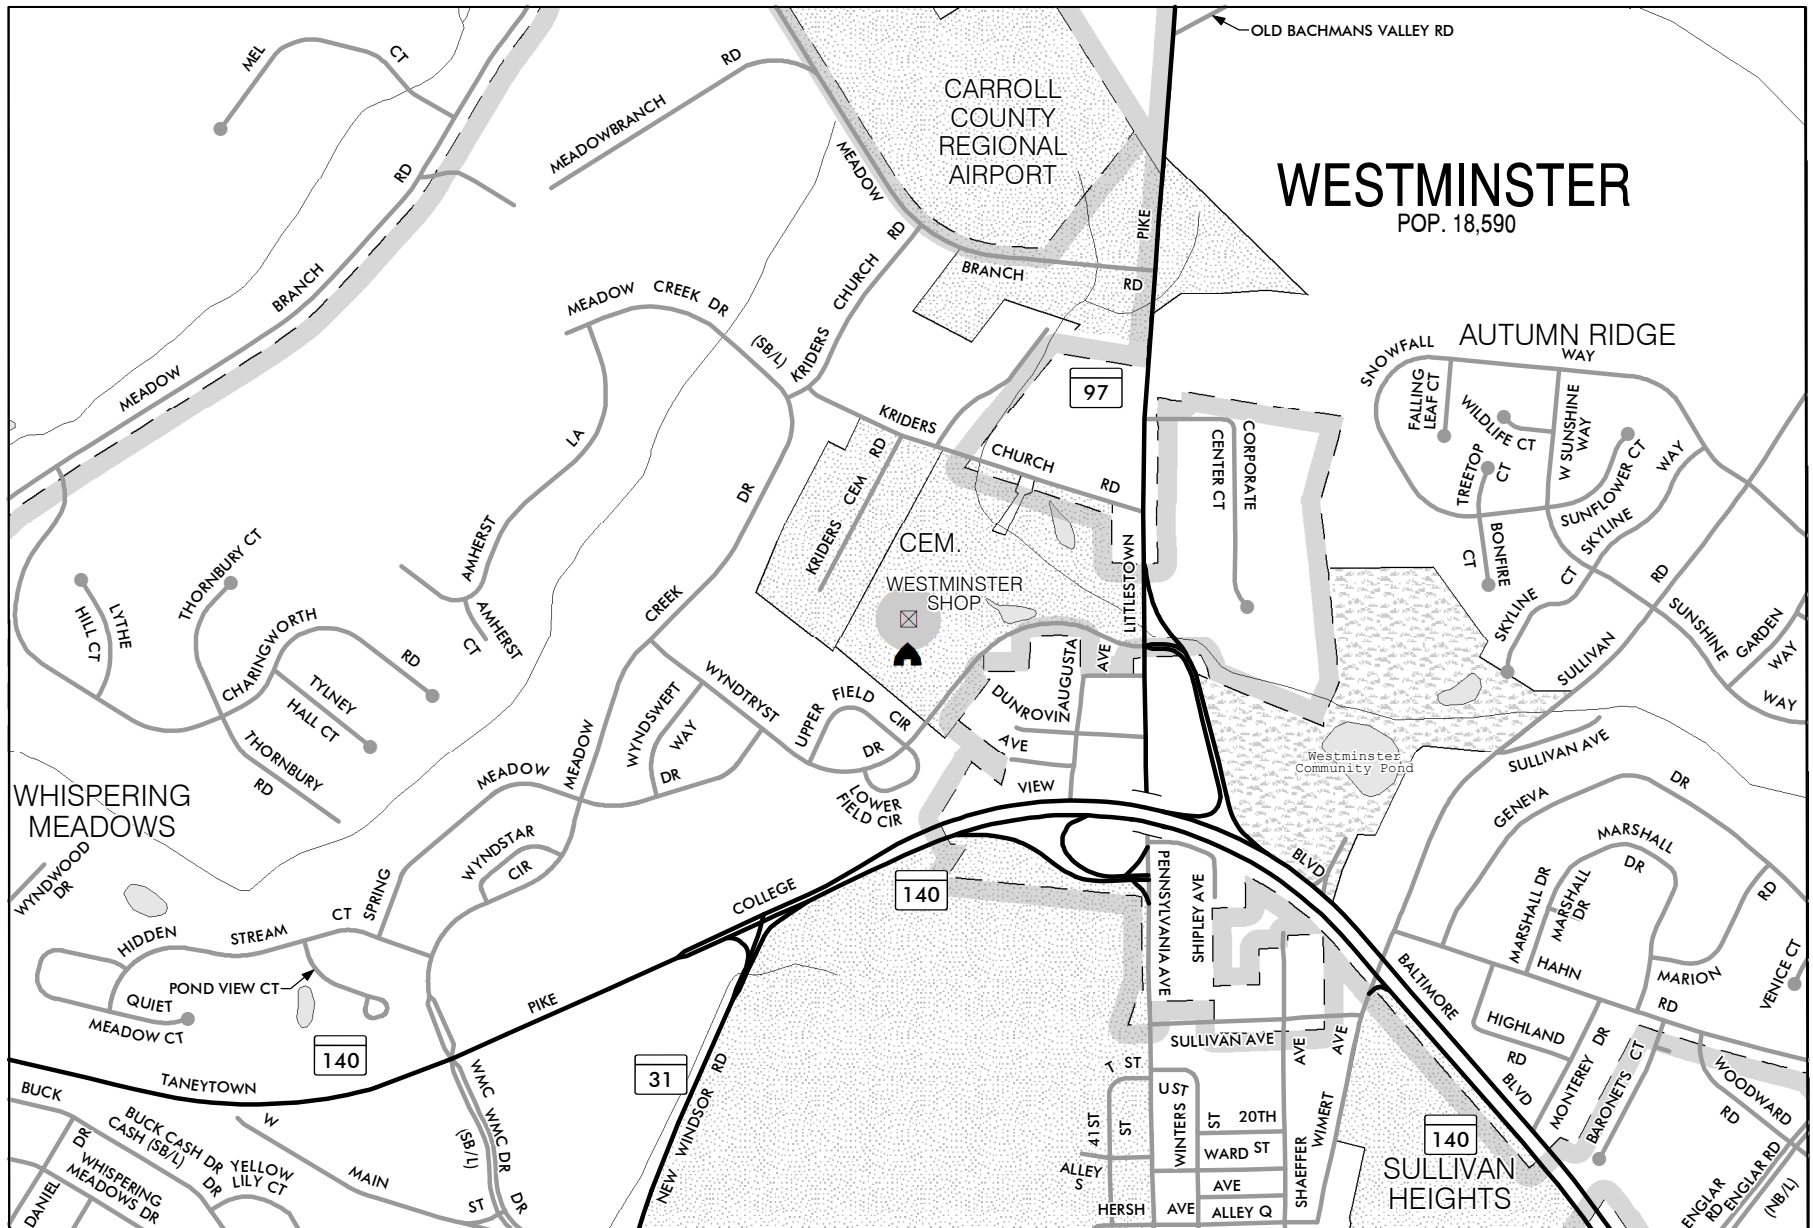 OLD BACHMANS VALLEY RD
MEL
CT
RD
CARROLL
COUNTY
REGIONAL
AIRPORT
MEADOWBRANCH
WESTMINSTER
POP. 18,590
RD
MEADOW
PIKE
BRANCH
KRIDERS CHURCH RD
BRANCH
RD
MEADOW CREEK DR
(SB/L)
MEADOW
97
AUTUMN RIDGE
SNOWFALL
WAY
FALLING
LEAF CT
WILDLIFE CT
W SUNSHINE
WAY
KRIDERS
CHURCH
RD
CORPORATE
CENTER CT
TREETOP
CT
SUNFLOWER CT
WAY
SKYLINE
BONFIRE
CT
LA
DR
KRIDERS CEM RD
CEM.
WESTMINSTER
SHOP
AMHERST
AMHERST
CT
THORNBURY CT
LYTHE
HILL CT
CHARINGWORTH
RD
TYLNEY
HALL CT
THORNBURY
RD
CREEK
LITTLESTOWN
SKYLINE
CT
RD
SULLIVAN
SUNSHINE
WAY
GARDEN
WAY
WYNDTRYST
DR
WYNDSWEPT
WAY
UPPER
FIELD
CIR
DUNROVIN
AVE
AUGUSTA
AVE
VIEW
LOWER
FIELD CIR
MEADOW
MEADOW
Westminster
Community Pond
SULLIVAN AVE
GENEVA
DR
MARSHALL
DR
MARSHALL DR
MARSHALL
DR
WHISPERING
MEADOWS
WYNDWOOD
DR
WYNDSTAR
CIR
SPRING
HIDDEN
STREAM
CT
COLLEGE
140
PENNSYLVANIA AVE
SHIPLEY AVE
BLVD
HAHN
RD
MARION
RD
VENICE CT
POND VIEW CT
QUIET
MEADOW CT
PIKE
BALTIMORE
BLVD
HIGHLAND
RD
MONTEREY DR
BARONET'S CT
WOODWARD
RD
140
TANEYTOWN
31
NEW WINDSOR RD
SULLIVAN AVE
AVE
AVE
T ST
U ST
41ST
ST
WINTERS
ST
20TH
WARD ST
SHAEFFER
WIMERT
140
SULLIVAN
HEIGHTS
BUCK
BUCK CASH DR
CASH (SB/L)
DR
DR
WHISPERING
MEADOWS DR
DANIEL
YELLOW
LILY CT
W
MAIN
ST
WMC
(SB/L)
WMC DR
DR
ALLEY
S
HERSH
AVE
AVE
ALLEY Q
ENGLAR
RD
ENGLAR RD
(NB/L)